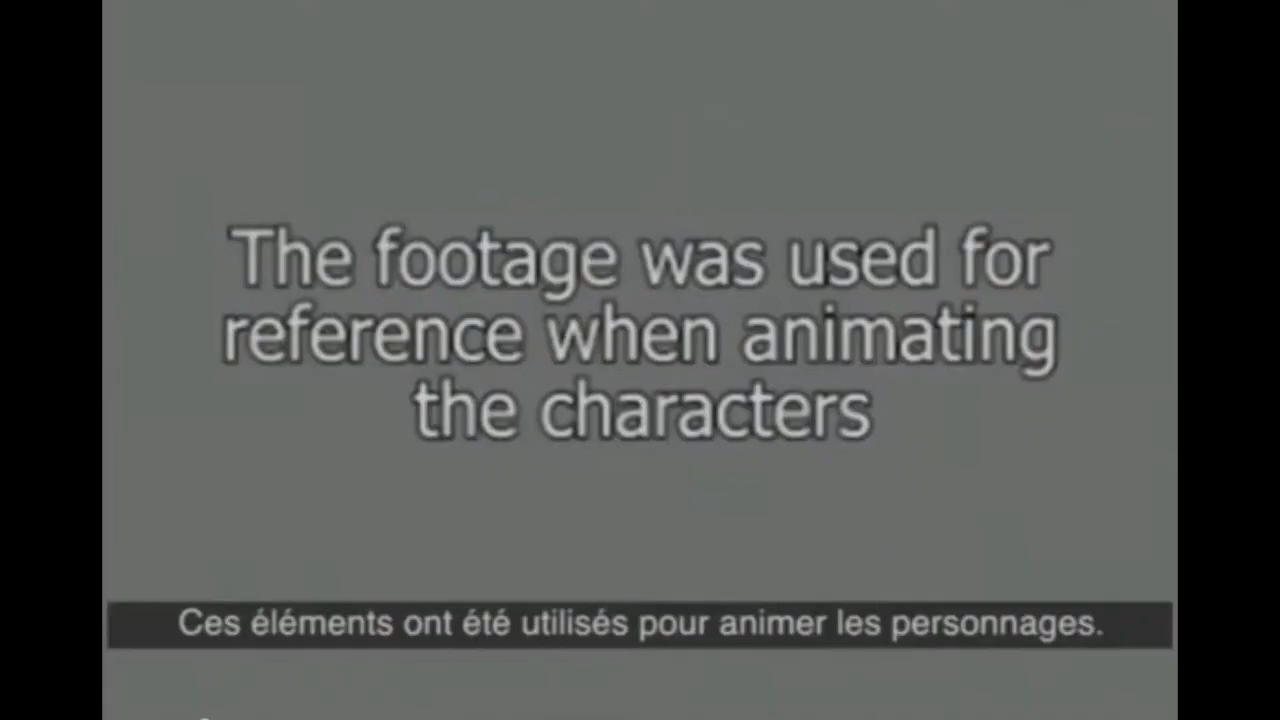 The footage was used for
reference when animating
the characters
Ces éléments ont été utilisés pour animer les personnages.